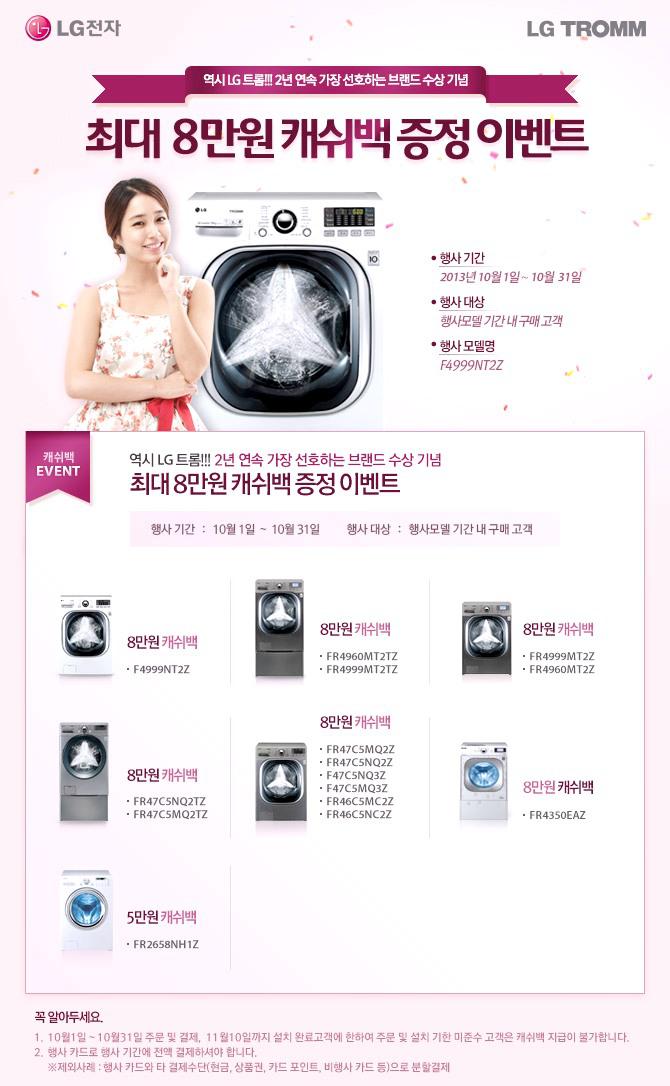 LG전자
LG TROMM
역시 LG 트롬!!! 2년 연속 가장 선호하는 브랜드 수상 기념
최대 8만원 캐쉬백 증정 이벤트
• 행사 기간
2013년 10월 1일 ~ 10월 31일
• 행사 대상
행사모델 기간 내 구매 고객
• 행사 모델명
F4999NT2Z
캐쉬백
EVENT
역시 LG 트롬!!! 2년 연속 가장 선호하는 브랜드 수상 기념
최대 8만원 캐쉬백 증정 이벤트
행사 기간 : 10월 1일 ~ 10월 31일 행사 대상 : 행사모델 기간 내 구매 고객
8만원 캐쉬백
· F4999NT2Z
8만원 캐쉬백
· FR4960MT2TZ
· FR4999MT2TZ
8만원 캐쉬백
· FR4999MT2Z
· FR4960MT2Z
8만원 캐쉬백
· FR47C5NQ2TZ
· FR47C5MQ2TZ
8만원 캐쉬백
· FR47C5MQ2Z
· FR47C5NQ2Z
· F47C5NQ3Z
· F47C5MQ3Z
· FR46C5MC2Z
· FR46C5NC2Z
8만원 캐쉬백
· FR4350EAZ
5만원 캐쉬백
· FR2658NH1Z
꼭 알아두세요.
1. 10월1일 ~ 10월31일 주문 및 결제, 11월10일까지 설치 완료고객에 한하여 주문 및 설치 기한 미준수 고객은 캐쉬백 지급이 불가합니다.
2. 행사 카드로 행사 기간에 전액 결제하셔야 합니다.
※제외사례 : 행사 카드와 타 결제수단(현금, 상품권, 카드 포인트, 비행사 카드 등)으로 분할결제